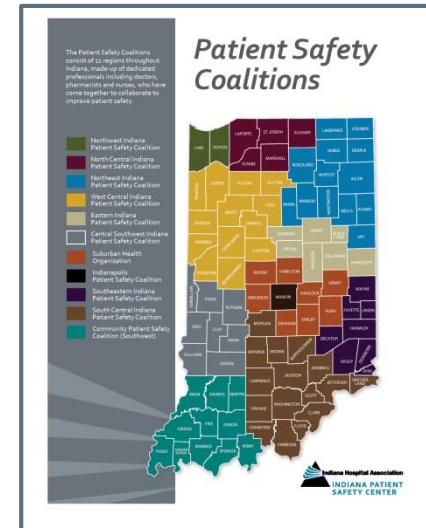 The Patient Safety Coalitions
consist of 11 regions throughout
Indiana, made-up of dedicated
professionals including doctors,
pharmacists and nurses, who
have come together to collaborate to
improve patient safety.
Patient Safety
Coalitions
Northwest Indiana
Patient Safety Coalition
North Central Indiana
Patient Safety Coalition
Northeast Indiana
Patient Safety Coalition
West Central Indiana
Patient Safety Coalition
Eastern Indiana
Patient Safety Coalition
Central Southwest Indiana
Patient Safety Coalition
Suburban Health
Organization
Indianapolis
Patient Safety Coalition
Southeastern Indiana
Patient Safety Coalition
South Central Indiana
Patient Safety Coalition
Community Patient Safety
Coalition (Southwest)
LAKE PORTER LAPORTE ST. JOSEPH ELKHART LAGRANGE STEUBEN
NOBLE DEKALB
STARKE MARSHALL KOSCIUSKO
WHITLEY ALLEN
NEWTON JASPER PULASKI FULTON
WHITE CASS MIAMI WABASH HUNTINGTON WELLS ADAMS
BENTON CARROLL
HOWARD GRANT BLACKFORD JAY
WARREN TIPPECANOE CLINTON TIPTON
MADISON DELAWARE RANDOLPH
FOUNTAIN MONTGOMERY BOONE HAMILTON
HENRY WAYNE
VERMILLION PARKE PUTNAM HENDRICKS MARION HANCOCK
RUSH FAYETTE UNION
VIGO CLAY OWEN MORGAN JOHNSON SHELBY
FRANKLIN
SULLIVAN GREENE MONROE BROWN BARTHOLOMEW DECATUR
RIPLEY DEARBORN
JENNINGS OHIO
JACKSON JEFFERSON SWITZERLAND
KNOX DAVIESS MARTIN LAWRENCE
ORANGE WASHINGTON SCOTT
CLARK
GIBSON PIKE DUBOIS CRAWFORD FLOYD
HARRISON
POSEY WARRICK SPENCER PERRY
Indiana Hospital Association
INDIANA PATIENT
SAFETY CENTER